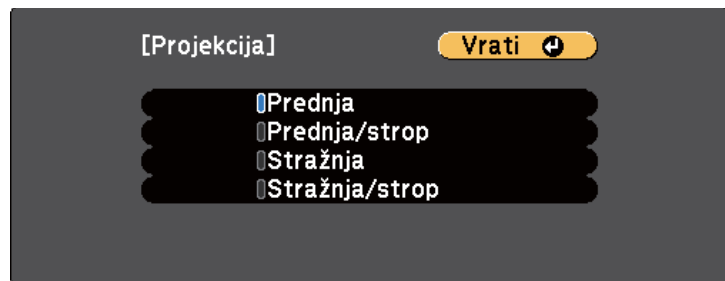 [Projekcija] Vrati
Prednja
Prednja/strop
Stražnja
Stražnja/strop